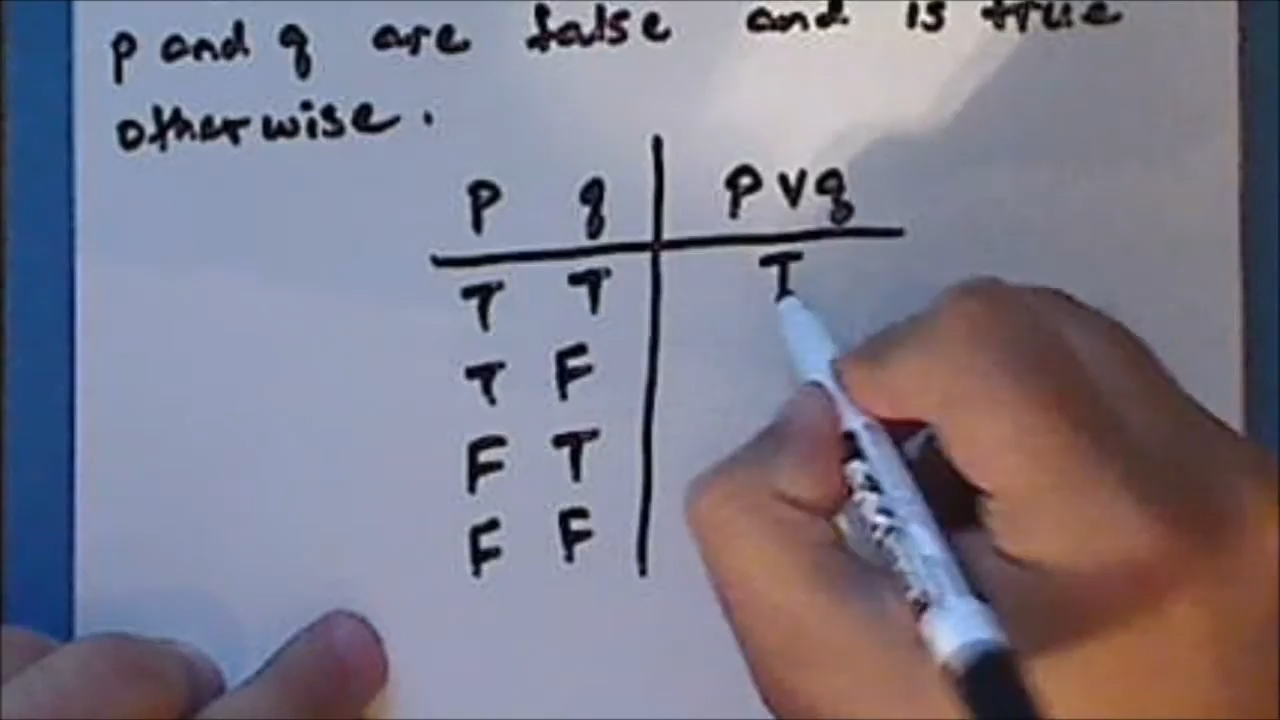 p and q are false and is true
otherwise.
p q p v q
T T T
T F
F T
F F